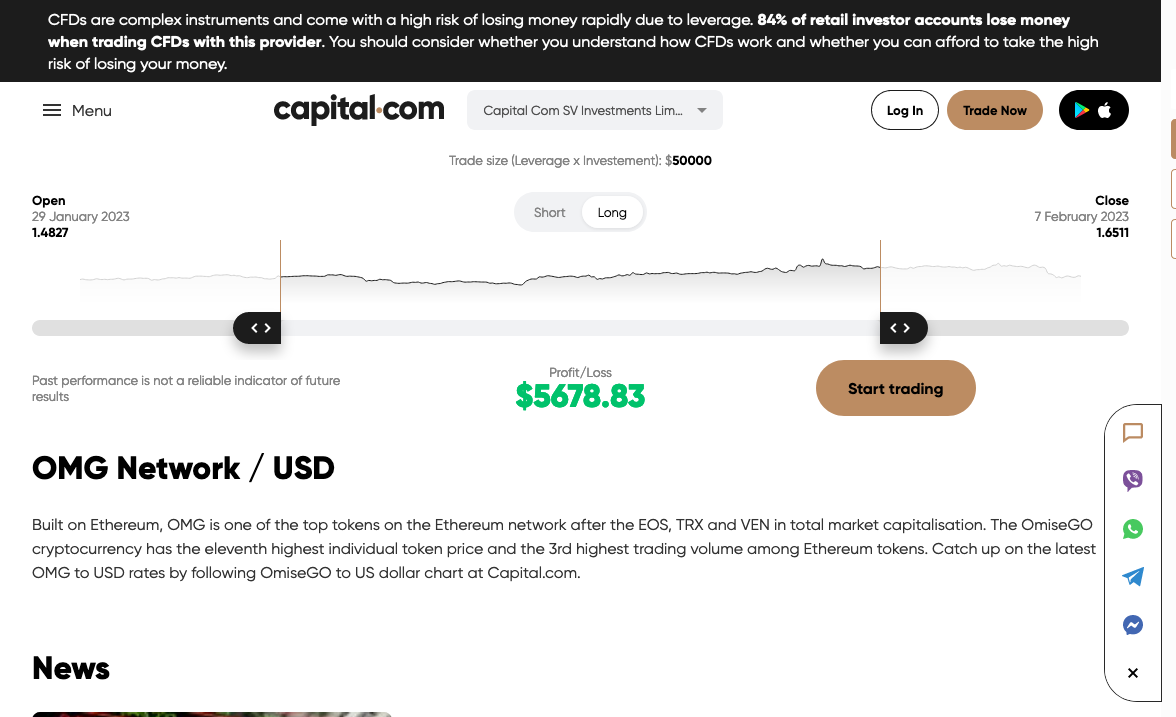 CFDs are complex instruments and come with a high risk of losing money rapidly due to leverage. 84% of retail investor accounts lose money
when trading CFDs with this provider. You should consider whether you understand how CFDs work and whether you can afford to take the high
risk of losing your money.
Menu
capital.com
Capital Com SV Investments Lim...
Log In
Trade Now
Trade size (Leverage x Investement): $50000
Open
29 January 2023
1.4827
Short
Long
Close
7 February 2023
1.6511
Past performance is not a reliable indicator of future
results
Profit/Loss
$5678.83
Start trading
OMG Network / USD
Built on Ethereum, OMG is one of the top tokens on the Ethereum network after the EOS, TRX and VEN in total market capitalisation. The OmiseGO
cryptocurrency has the eleventh highest individual token price and the 3rd highest trading volume among Ethereum tokens. Catch up on the latest
OMG to USD rates by following OmiseGO to US dollar chart at Capital.com.
News